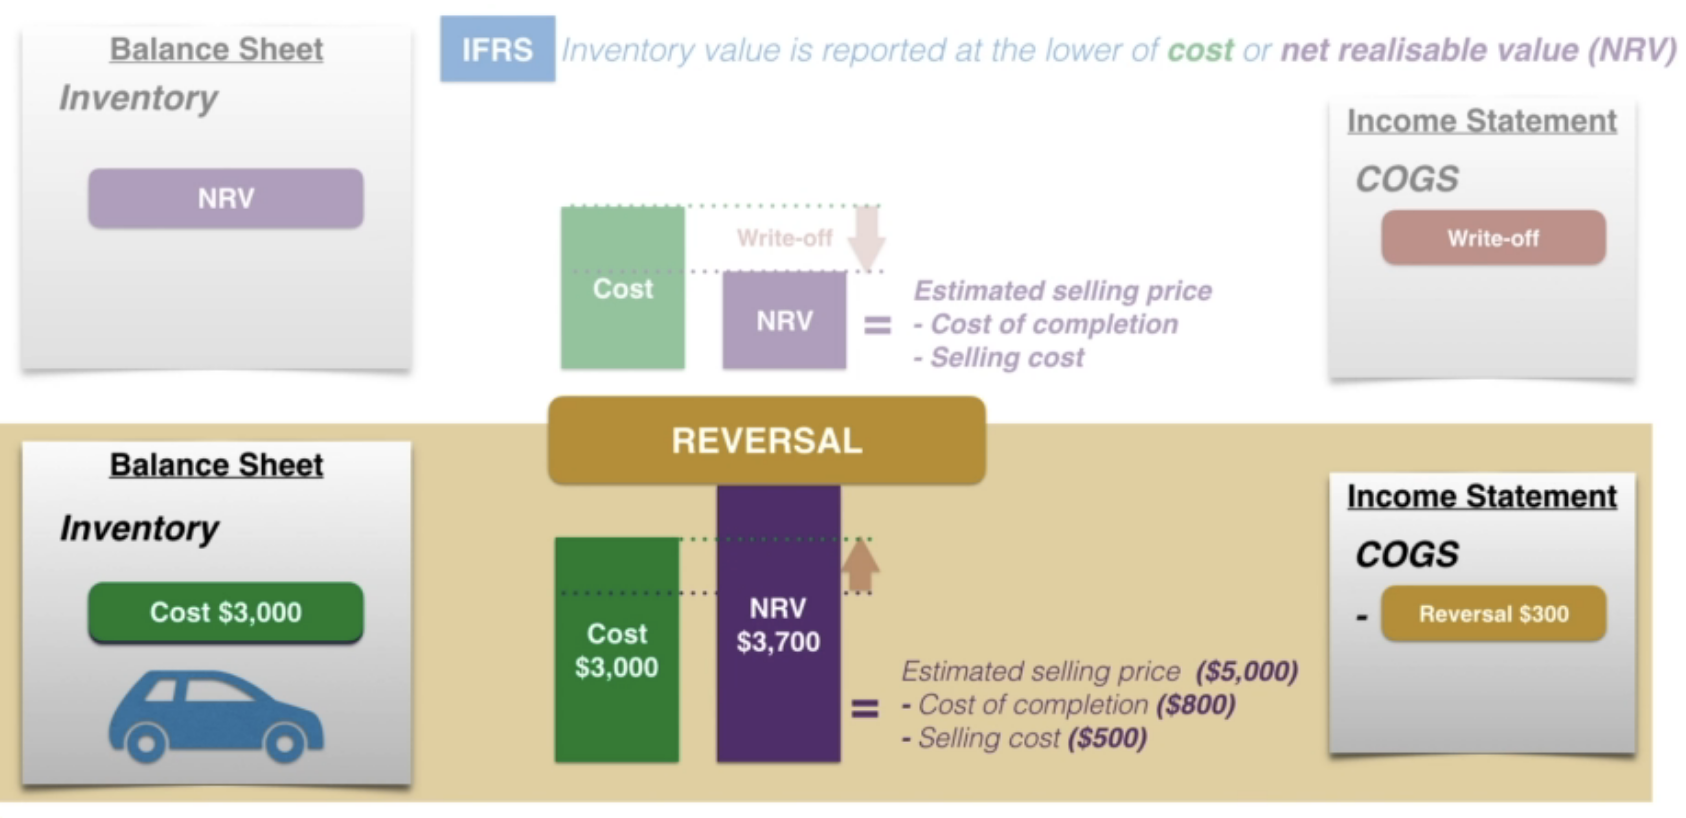 Balance Sheet
Inventory
NRV
IFRS
Inventory value is reported at the lower of cost or net realisable value (NRV)
Cost
Write-off
NRV
=
Estimated selling price
- Cost of completion
- Selling cost
Income Statement
COGS
Write-off
REVERSAL
Balance Sheet
Inventory
Cost $3,000
Cost
$3,000
NRV
$3,700
=
Estimated selling price ($5,000)
- Cost of completion ($800)
- Selling cost ($500)
Income Statement
COGS
- Reversal $300